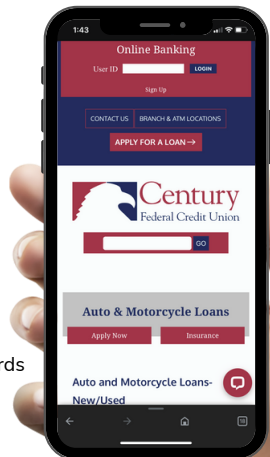 1:43
Online Banking
User ID LOGIN
Sign Up
CONTACT US BRANCH & ATM LOCATIONS
APPLY FOR A LOAN→
Century
Federal Credit Union
GO
Auto & Motorcycle Loans
Apply Now Insurance
rds
Auto and Motorcycle Loans-
New/Used